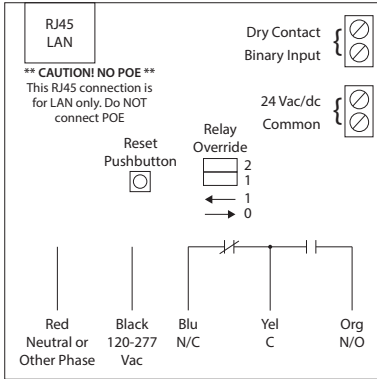 RJ45
LAN
** CAUTION! NO POE **
This RJ45 connection is
for LAN only. Do NOT
connect POE
Dry Contact
Binary Input
24 Vac/dc
Common
Reset
Pushbutton
Relay
Override
2
1
1
0
Red
Neutral or
Other Phase
Black
120-277
Vac
Blu
N/C
Yel
C
Org
N/O